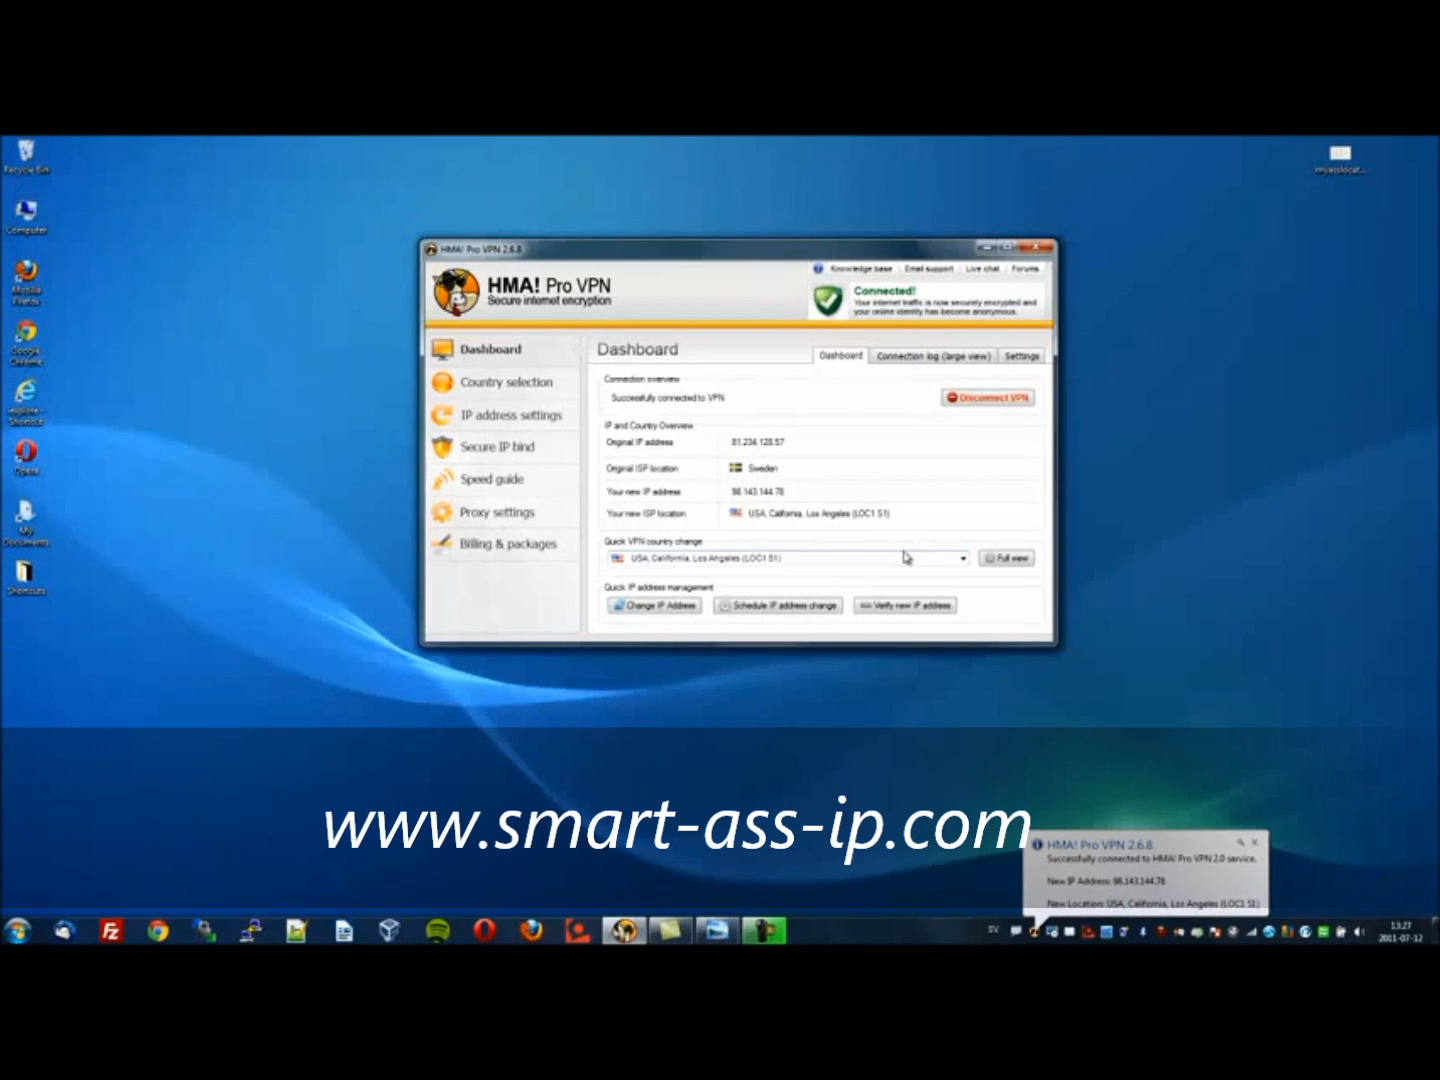 Recycle Bin
Computer
Mozilla
Firefox
Google
Chrome
Shortcut
Opera
My
Documents
Shortcuts
HMA! Pro VPN 2.6.8
HMA! Pro VPN
Secure internet encryption
Knowledge base
Email support
Live chat
Forums
Connected!
Your internet traffic is now securely encrypted and
your online identity has become anonymous.
Dashboard
Country selection
IP address settings
Secure IP bind
Speed guide
Proxy settings
Billing & packages
Dashboard
Dashboard
Connection log (large view)
Settings
Connection overview
Successfully connected to VPN
Disconnect VPN
IP and Country Overview
Original IP address 81.234.128.57
Original ISP location Sweden
Your new IP address 98.143.144.78
Your new ISP location USA, California, Los Angeles (LOC1 S1)
Quick VPN country change
USA, California, Los Angeles (LOC1 S1)
Full view
Quick IP address management
Change IP Address
Schedule IP address change
Verify new IP address
www.smart-ass-ip.com
HMA! Pro VPN 2.6.8
Successfully connected to HMA! Pro VPN 2.0 service.
New IP Address: 98.143.144.78
New Location: USA, California, Los Angeles (LOC1 S1)
SV
13:27
2011-07-12